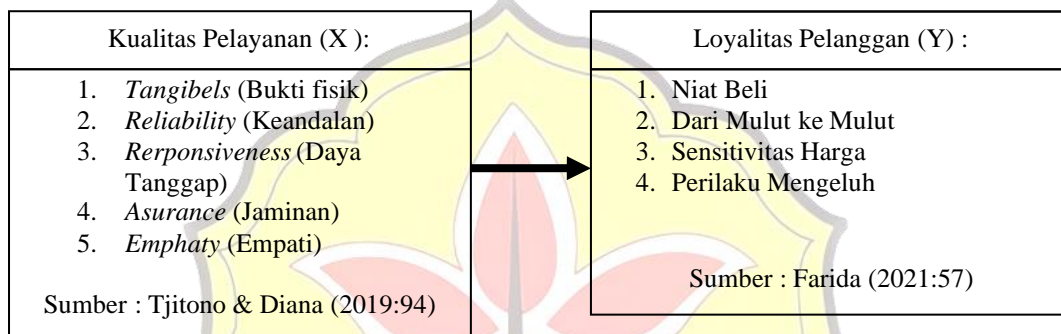 Kualitas Pelayanan (X ):
1. Tangibels (Bukti fisik)
2. Reliability (Keandalan)
3. Rerponsiveness (Daya
Tanggap)
4. Asurance (Jaminan)
5. Emphaty (Empati)
Sumber : Tjitono & Diana (2019:94)
Loyalitas Pelanggan (Y) :
1. Niat Beli
2. Dari Mulut ke Mulut
3. Sensitivitas Harga
4. Perilaku Mengeluh
Sumber : Farida (2021:57)